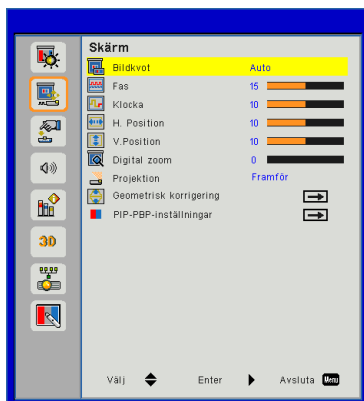 Skärm
Bildkvot Auto
Fas 15
Klocka 10
H. Position 10
V.Position 10
Digital zoom 0
Projektion Framför
Geometrisk korrigering
PIP-PBP-inställningar
3D
Välj Enter Avsluta Menu